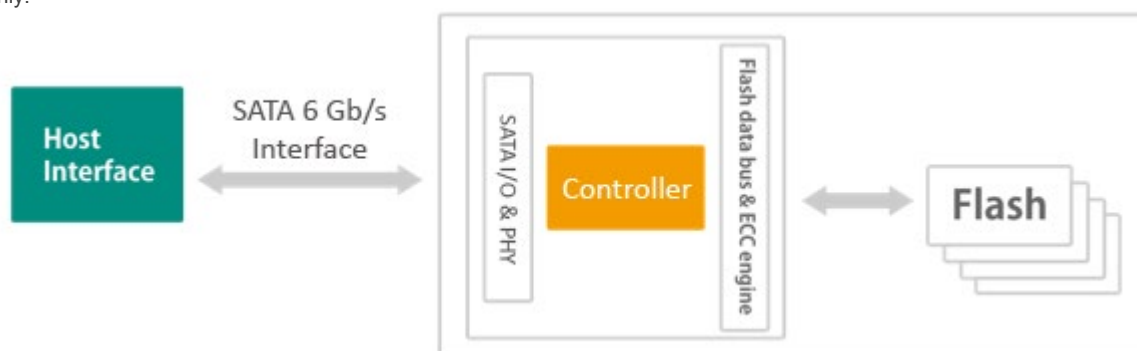 SATA 6 Gb/s
Interface
Host
Interface
SATA I/O & PHY
Controller
Flash data bus & ECC engine
Flash